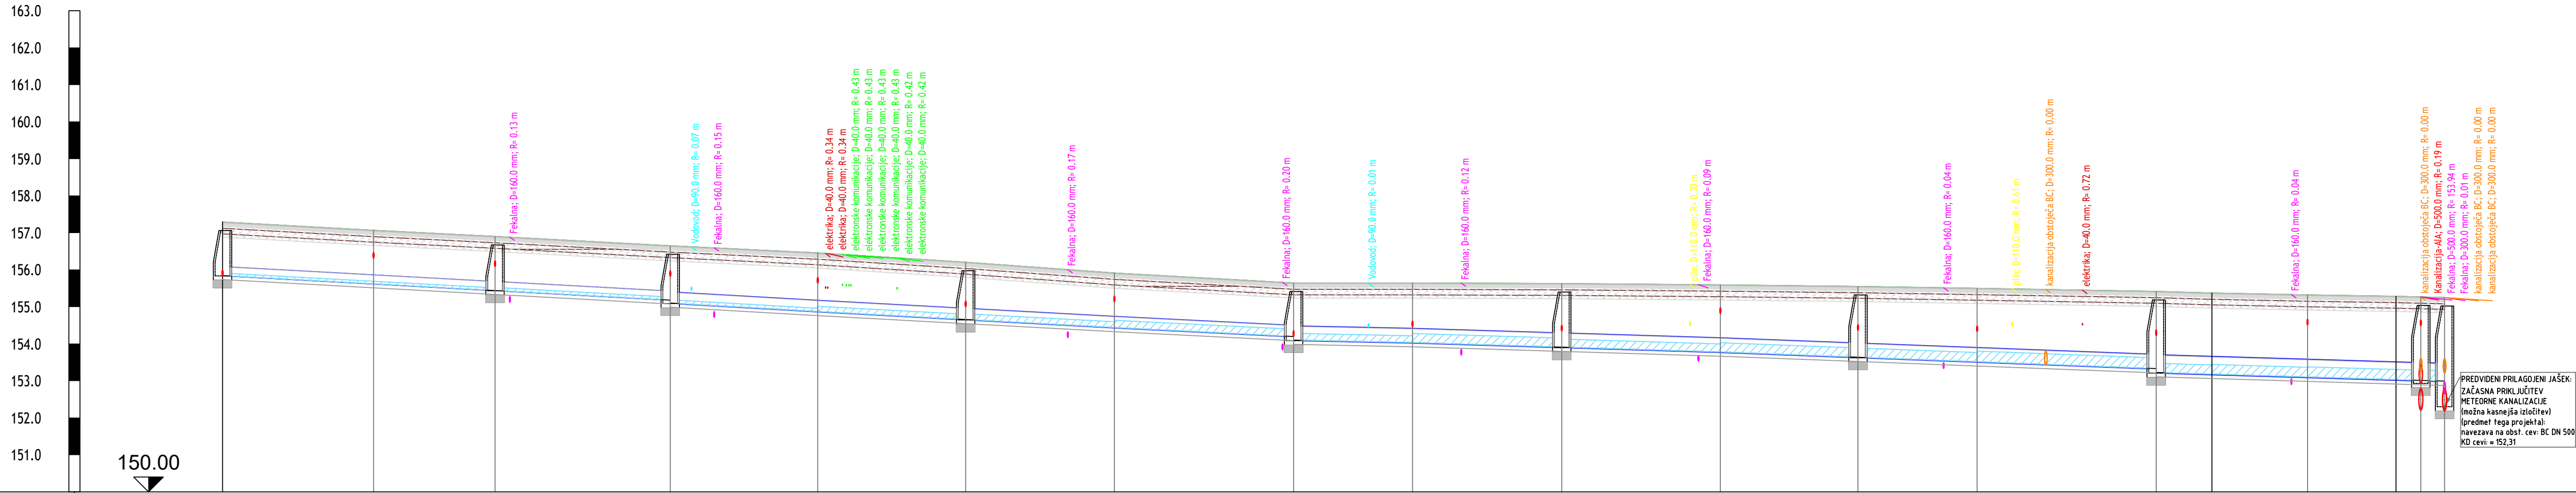 163.0
162.0
161.0
160.0
159.0
158.0
157.0
156.0
155.0
154.0
153.0
152.0
151.0
150.00
Fekalna; D=160.0 mm; R= 0.13 m
Vodovod; D=90.0 mm; R= 0.07 m
Fekalna; D=160.0 mm; R= 0.15 m
elektrika; D=40.0 mm; R= 0.34 m
elektrika; D=40.0 mm; R= 0.34 m
elektronske komunikacije; D=40.0 mm; R= 0.43 m
elektronske komunikacije; D=40.0 mm; R= 0.43 m
elektronske komunikacije; D=40.0 mm; R= 0.43 m
elektronske komunikacije; D=40.0 mm; R= 0.43 m
elektronske komunikacije; D=40.0 mm; R= 0.42 m
elektronske komunikacije; D=40.0 mm; R= 0.42 m
Fekalna; D=160.0 mm; R= 0.17 m
Fekalna; D=160.0 mm; R= 0.20 m
Vodovod; D=90.0 mm; R= 0.01 m
Fekalna; D=160.0 mm; R= 0.12 m
Fekalna; D=160.0 mm; R= 0.09 m
Fekalna; D=160.0 mm; R= 0.04 m
kanalizacija obstoječa BC; D=300.0 mm; R= 0.00 m
elektrika; D=40.0 mm; R= 0.72 m
Fekalna; D=160.0 mm; R= 0.04 m
kanalizacija obstoječa BC; D=300.0 mm; R= 0.00 m
Kanalizacija-AIA; D=500.0 mm; R= 0.19 m
Fekalna; D=500.0 mm; R= 153.94 m
Fekalna; D=300.0 mm; R= 0.01 m
kanalizacija obstoječa BC; D=300.0 mm; R= 0.00 m
kanalizacija obstoječa BC; D=300.0 mm; R= 0.00 m
PREDVIDENI PRILAGOJENI JAŠEK:
ZAČASNA PRIKLJUČITEV
METEORNE KANALIZACIJE
(možna kasnejša izločitev)
(predmet tega projekta):
navezava na obst. cev: BC DN 500
KD cevi: = 152,31